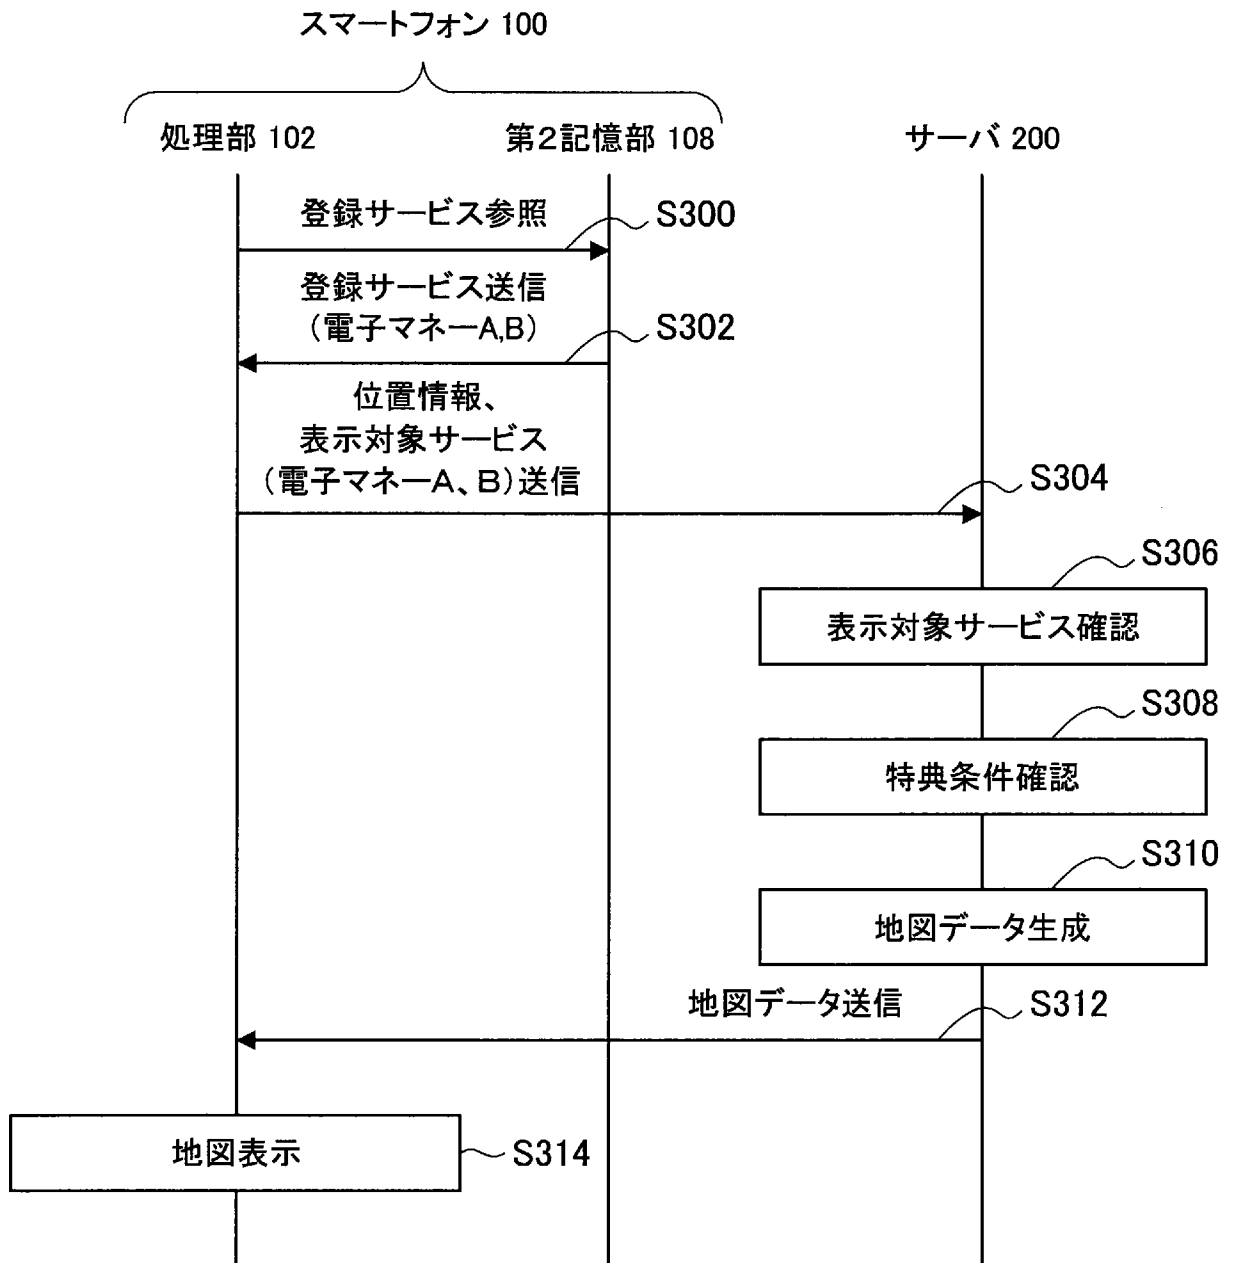 スマートフォン 100
処理部 102
第2記憶部 108
サーバ 200
登録サービス参照
S300
登録サービス送信
(電子マネーA,B)
S302
位置情報、
表示対象サービス
(電子マネーA、B)送信
S304
S306
表示対象サービス確認
S308
特典条件確認
S310
地図データ生成
地図データ送信
S312
地図表示
S314